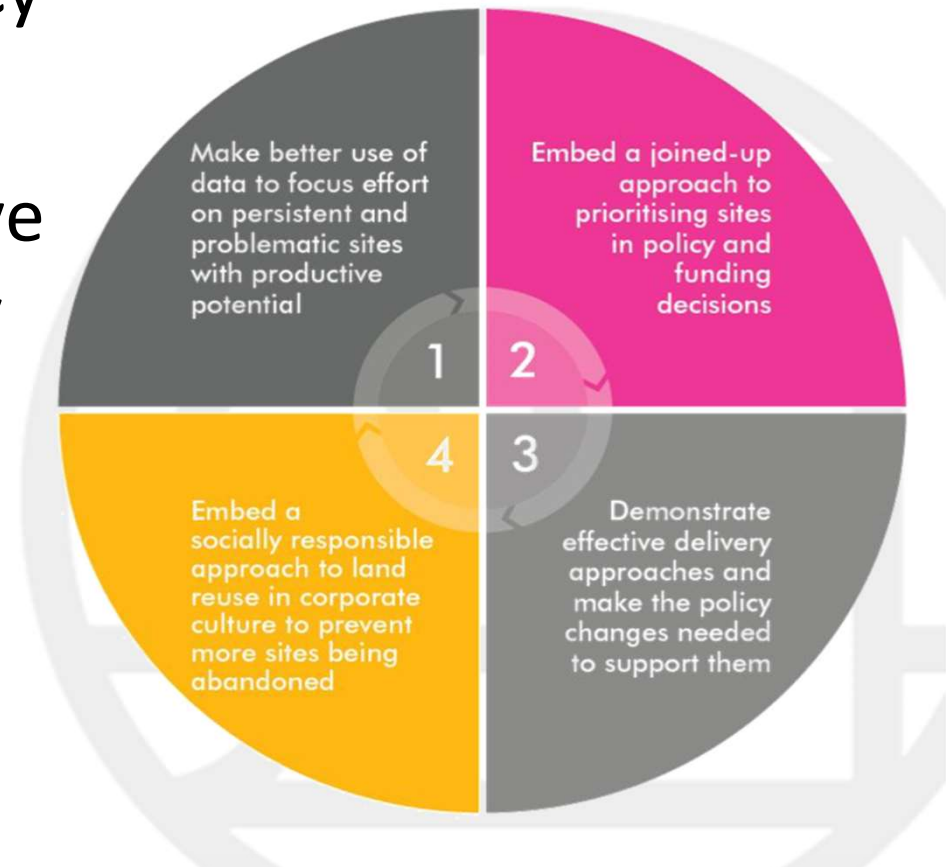 Make better use of
data to focus effort
on persistent and
problematic sites
with productive
potential
1
Embed a joined-up
approach to
prioritising sites
in policy and
funding
decisions
2
3
Demonstrate
effective delivery
approaches and
make the policy
changes needed
to support them
4
Embed a
socially responsible
approach to land
reuse in corporate
culture to prevent
more sites being
abandoned